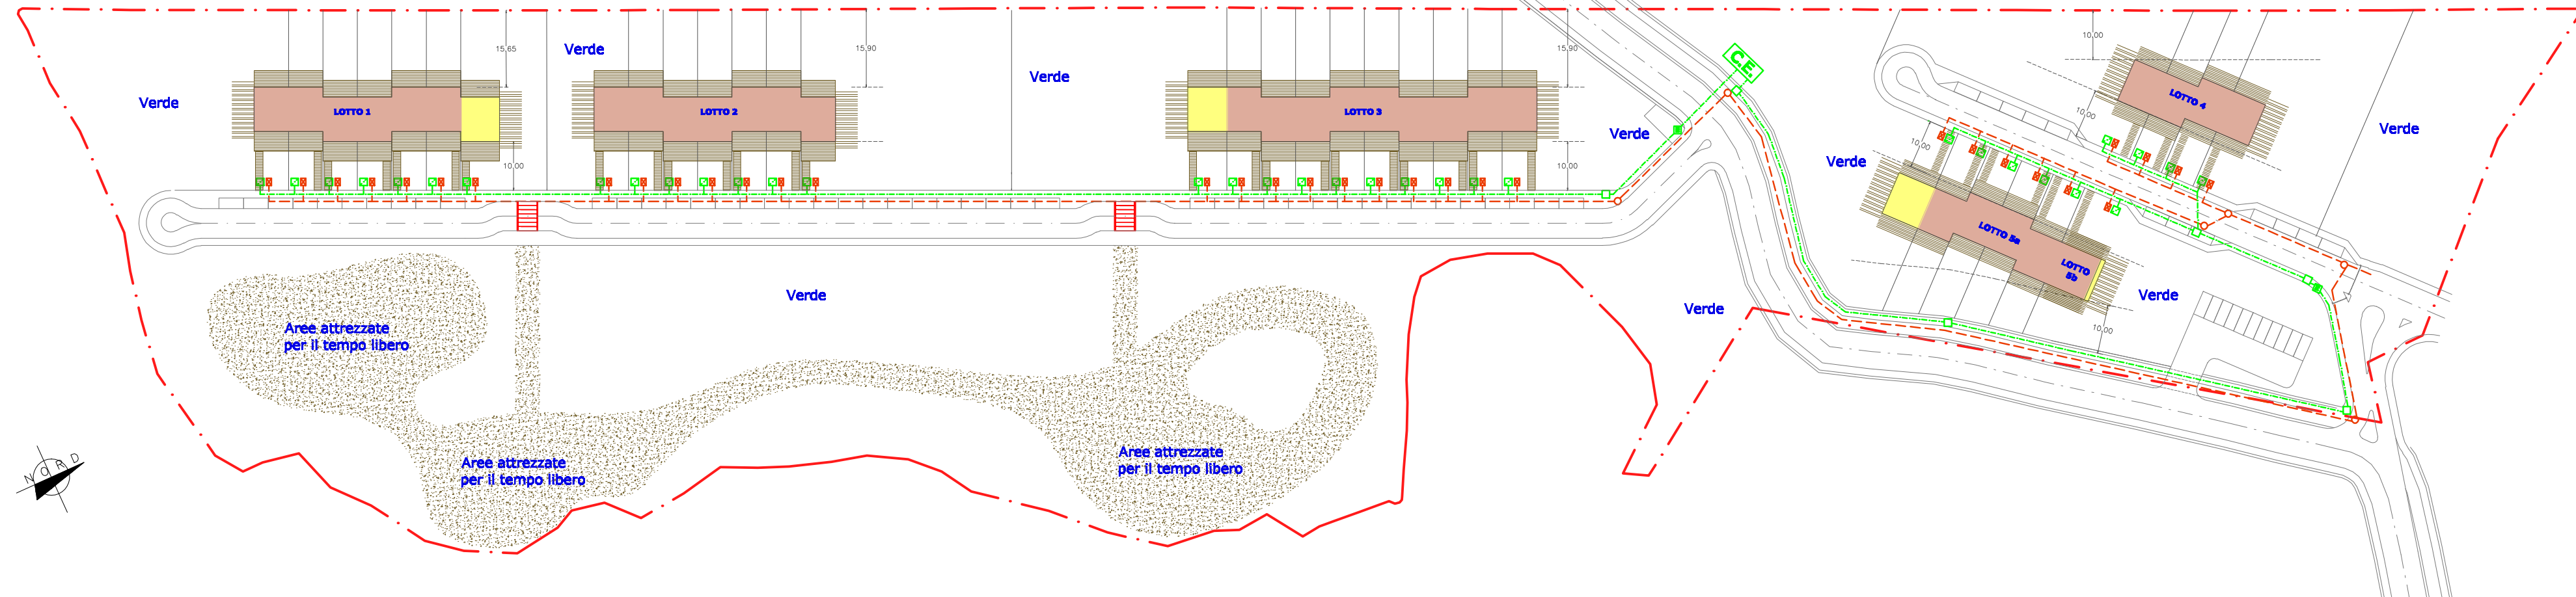 15,65
Verde
15,90
Verde
Verde
LOTTO 1
LOTTO 2
LOTTO 3
15,90
C.E.
Verde
10,00
10,00
10,00
LOTTO 4
10,00
10,00
Verde
Verde
LOTTO 5a
LOTTO
5b
Verde
Verde
Verde
10,00
Aree attrezzate
per il tempo libero
Aree attrezzate
per il tempo libero
Aree attrezzate
per il tempo libero
NORD